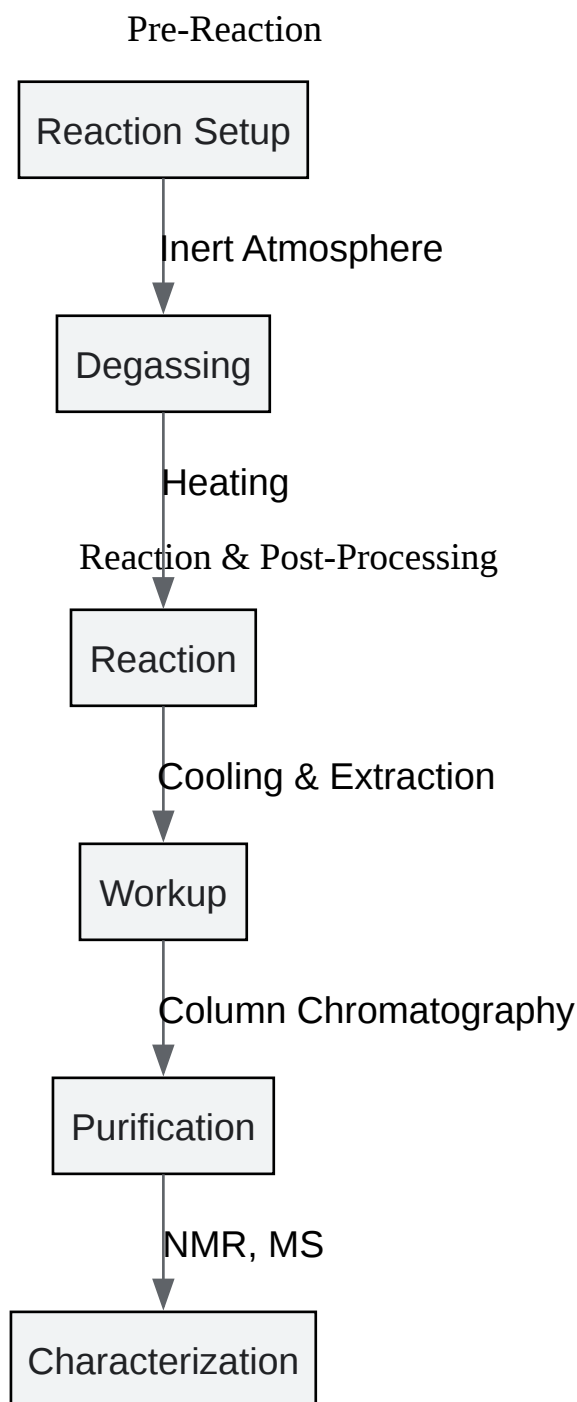 Pre-Reaction
Reaction Setup
Inert Atmosphere
Degassing
Heating
Reaction & Post-Processing
Reaction
Cooling & Extraction
Workup
Column Chromatography
Purification
NMR, MS
Characterization